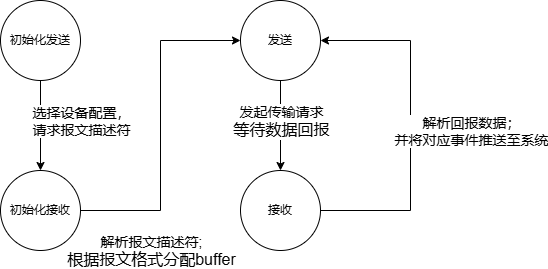 初始化发送
发送
选择设备配置，
请求报文描述符
发起传输请求
等待数据回报
解析回报数据；
并将对应事件推送至系统
初始化接收
接收
解析报文描述符;
根据报文格式分配buffer